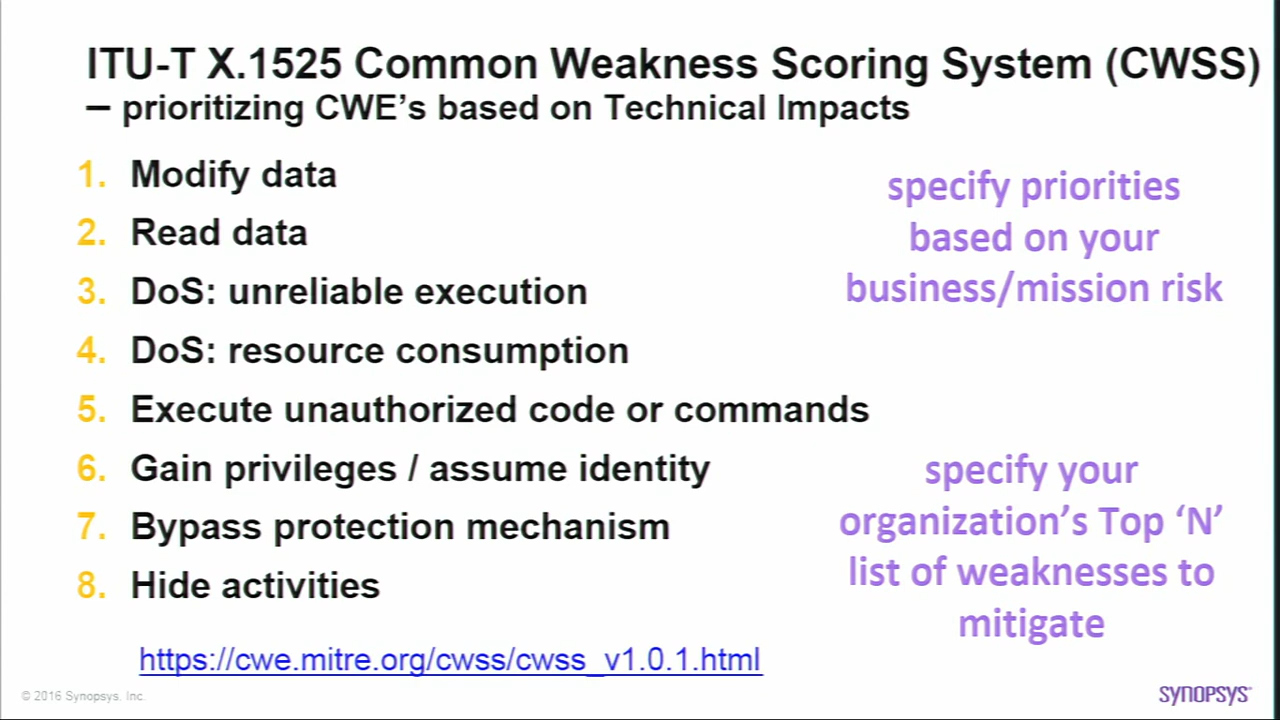 ITU-T X.1525 Common Weakness Scoring System (CWSS)
– prioritizing CWE’s based on Technical Impacts
1. Modify data
2. Read data
3. DoS: unreliable execution
4. DoS: resource consumption
5. Execute unauthorized code or commands
6. Gain privileges / assume identity
7. Bypass protection mechanism
8. Hide activities
specify priorities
based on your
business/mission risk
specify your
organization’s Top ‘N’
list of weaknesses to
mitigate
https://cwe.mitre.org/cwss/cwss_v1.0.1.html
© 2016 Synopsys, Inc.
SYNOPSYS®